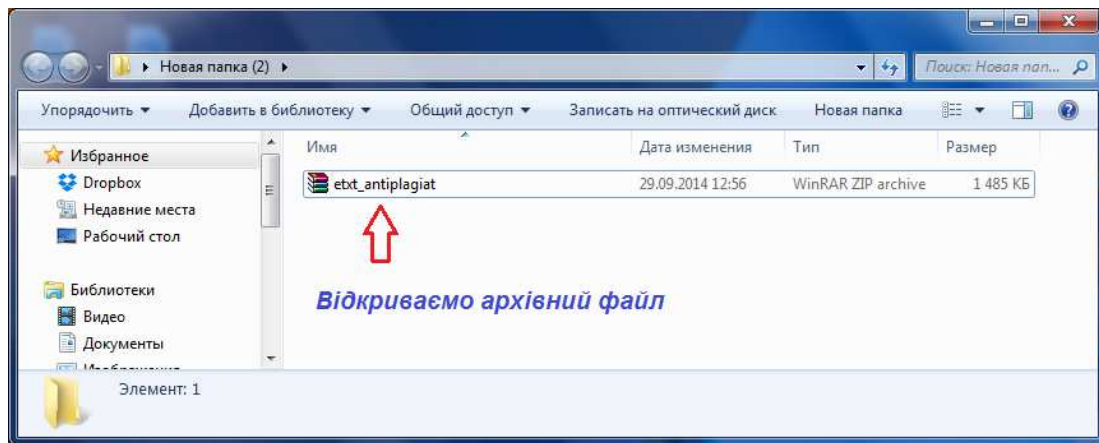 Новая папка (2)
Поиск: Новая пап...
Упорядочить
Добавить в библиотеку
Общий доступ
Записать на оптический диск
Новая папка
Избранное
Dropbox
Недавние места
Рабочий стол
Библиотеки
Видео
Документы
Имя
Дата изменения
Тип
Размер
etxt_antiplagiat
29.09.2014 12:56
WinRAR ZIP archive
1 485 КБ
Відкриваємо архівний файл
Элемент: 1